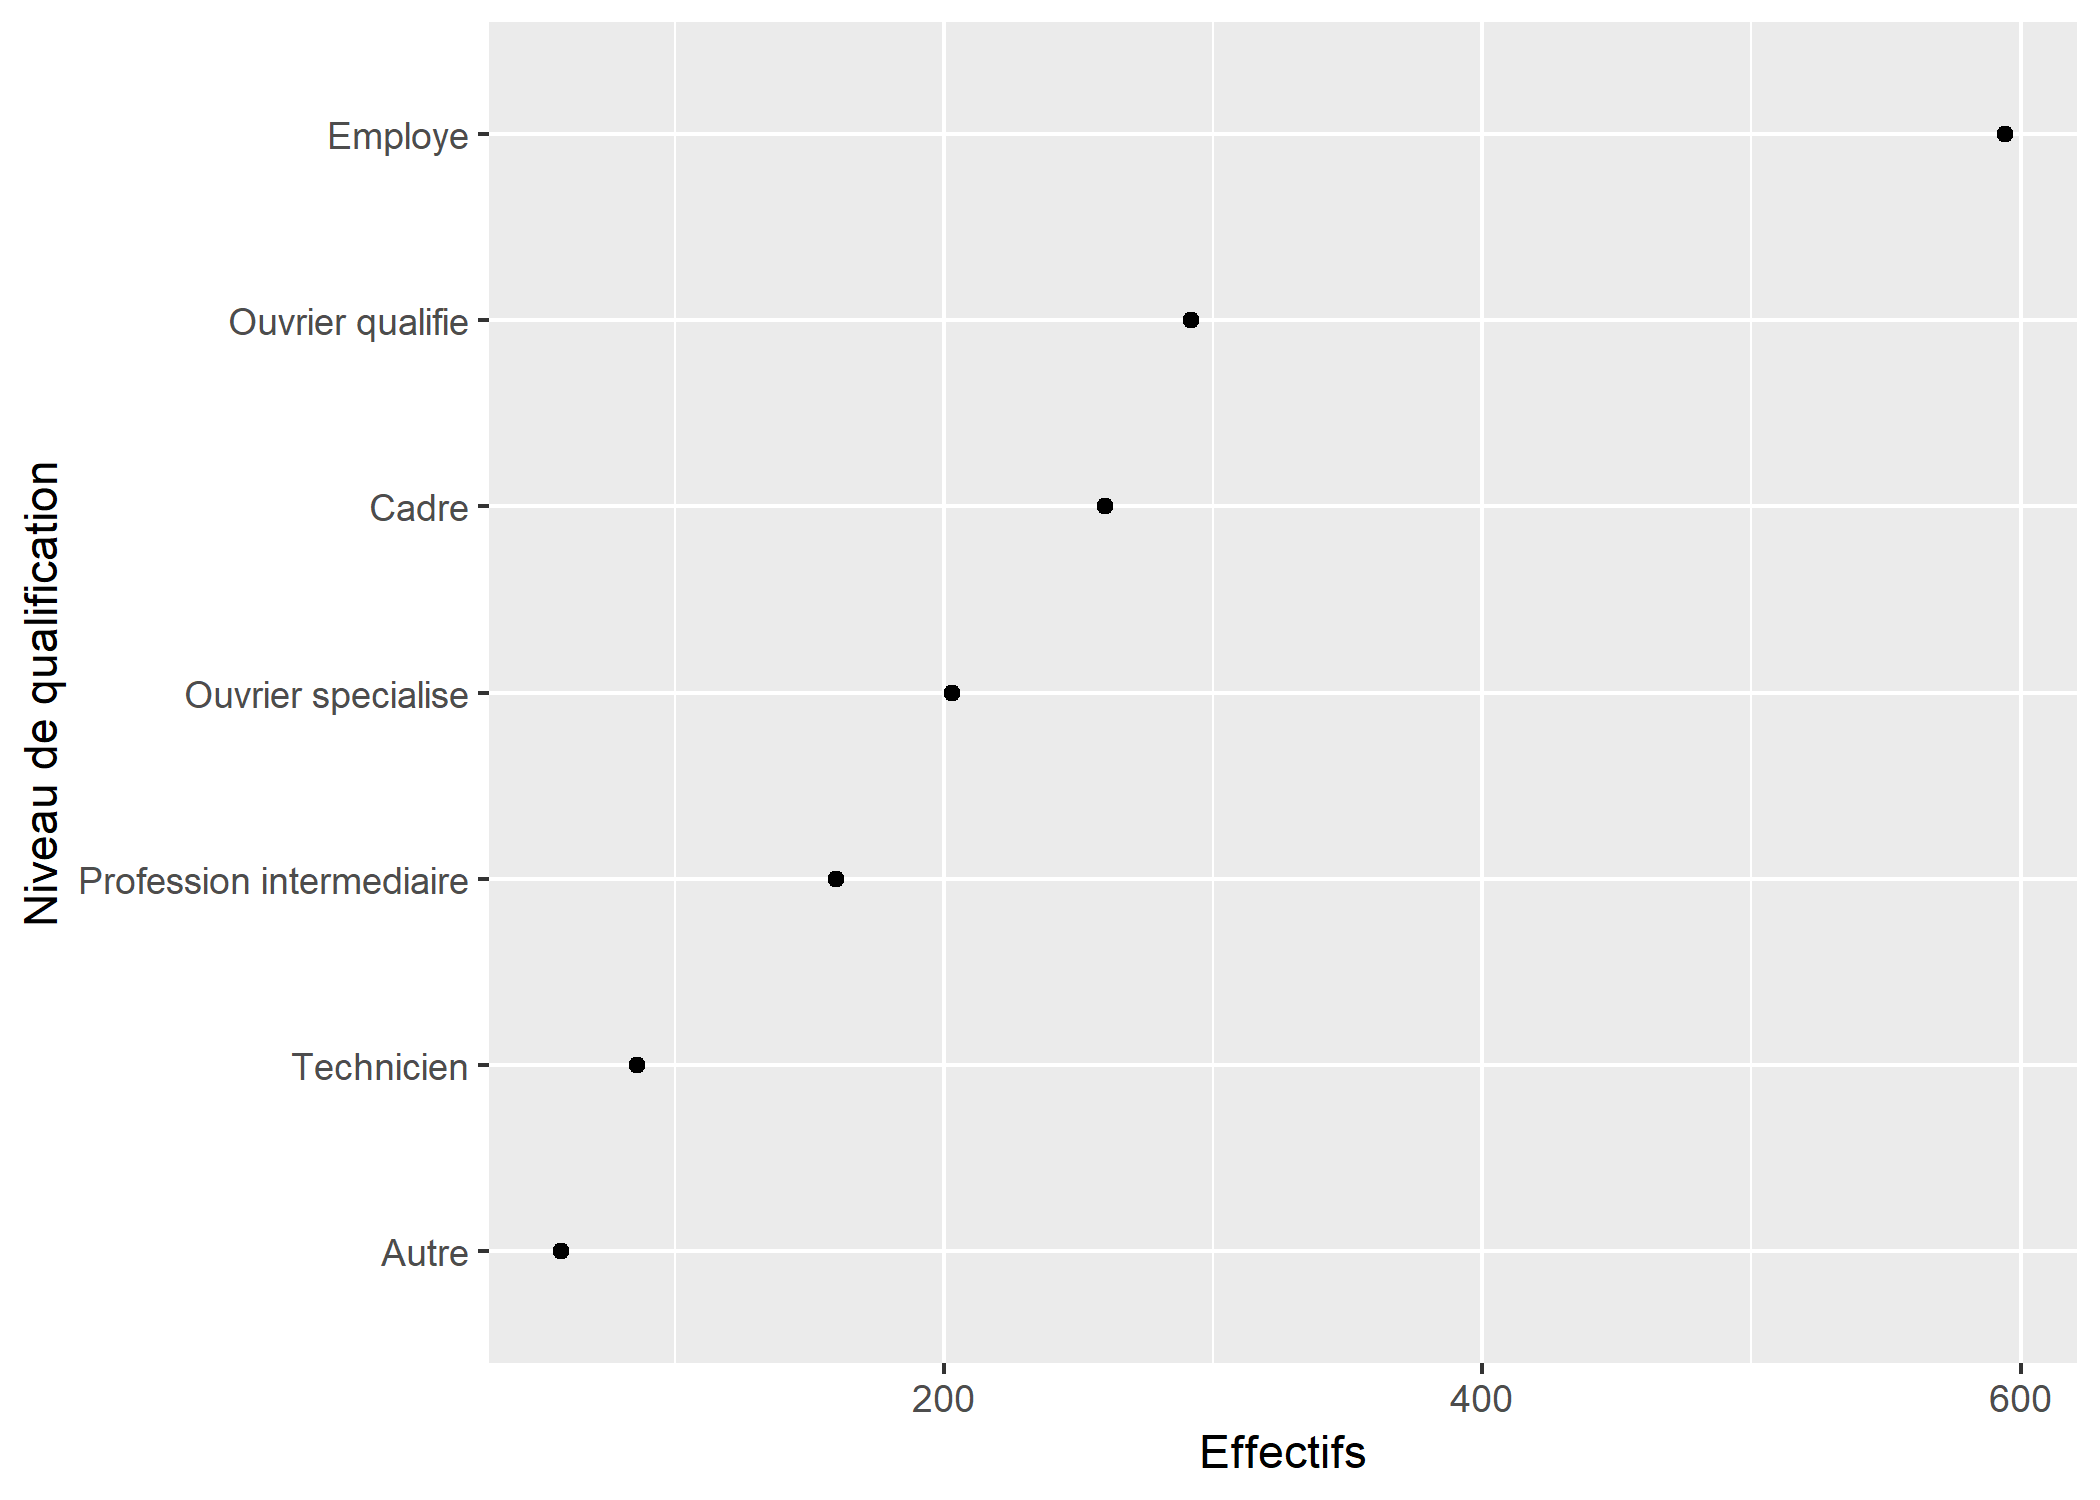 Niveau de qualification
Employe
Ouvrier qualifie
Cadre
Ouvrier specialise
Profession intermediaire
Technicien
Autre
200 400 600
Effectifs